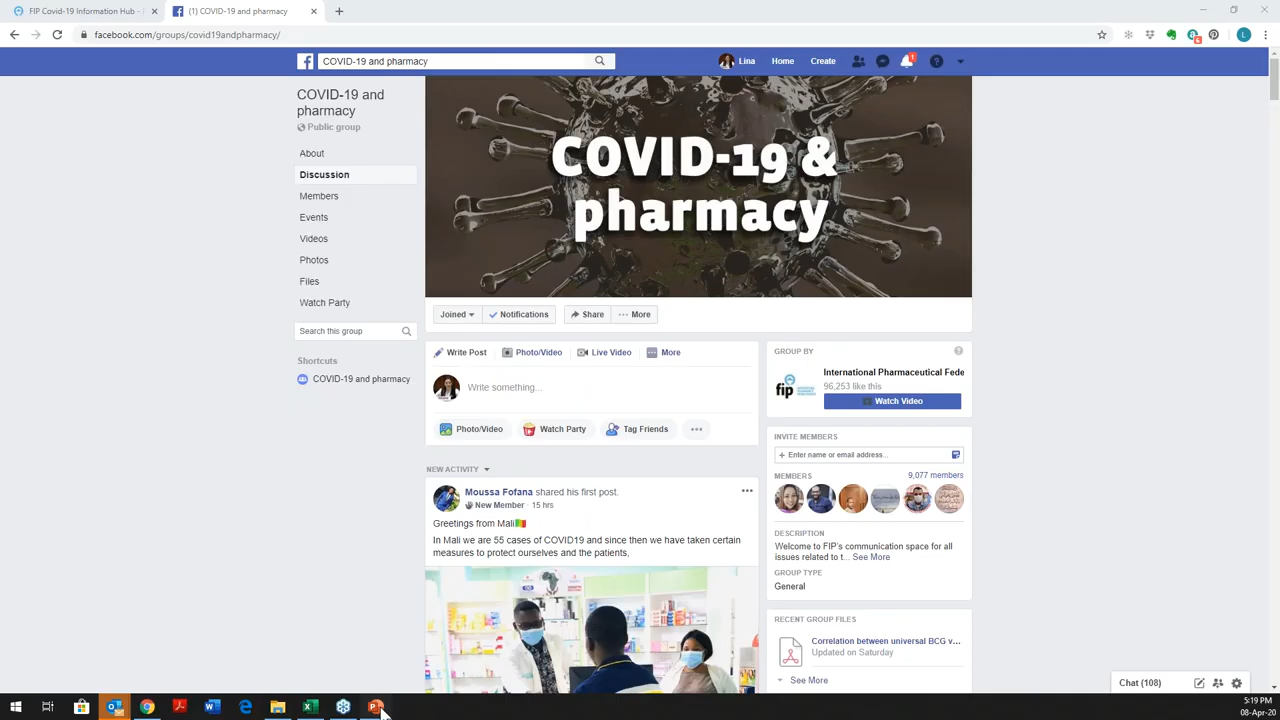 FIP Covid-19 Information Hub -
(1) COVID-19 and pharmacy
facebook.com/groups/covid19andpharmacy/
COVID-19 and pharmacy
Lina
Home
Create
1
COVID-19 and
pharmacy
Public group
About
Discussion
Members
Events
Videos
Photos
Files
Watch Party
Search this group
Shortcuts
COVID-19 and pharmacy
COVID-19 &
pharmacy
Joined
Notifications
Share
More
Write Post
Photo/Video
Live Video
More
Write something...
Photo/Video
Watch Party
Tag Friends
NEW ACTIVITY
Moussa Fofana shared his first post.
New Member · 15 hrs
Greetings from Mali
In Mali we are 55 cases of COVID19 and since then we have taken certain
measures to protect ourselves and the patients,
GROUP BY
International Pharmaceutical Fede
fip
96,253 like this
Watch Video
INVITE MEMBERS
+ Enter name or email address...
MEMBERS
9,077 members
DESCRIPTION
Welcome to FIP's communication space for all
issues related to t... See More
GROUP TYPE
General
RECENT GROUP FILES
Correlation between universal BCG v...
Updated on Saturday
See More
Chat (108)
5:19 PM
08-Apr-20